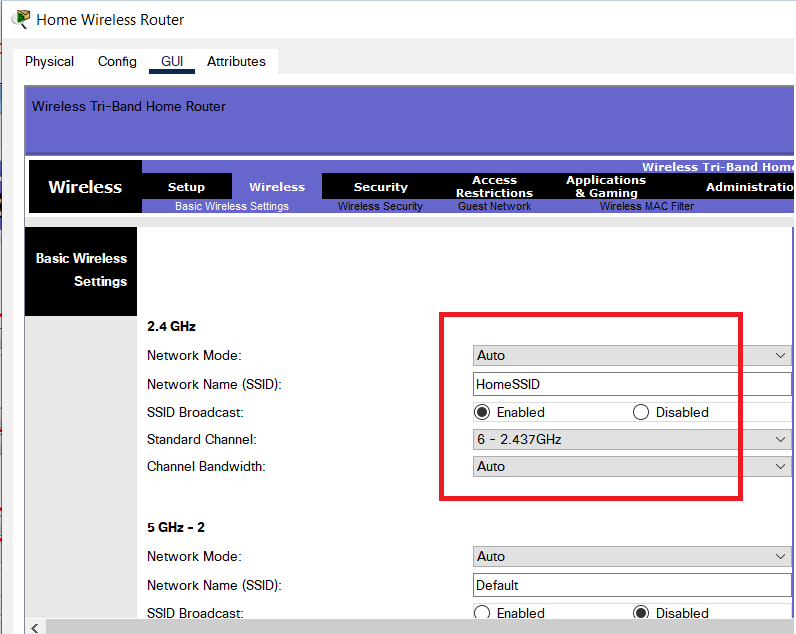 Home Wireless Router
Physical Config GUI Attributes
Wireless Tri-Band Home Router
Wireless Tri-Band Home
Wireless Setup Wireless Security Access Restrictions Applications & Gaming Administratio
Basic Wireless Settings Wireless Security Guest Network Wireless MAC Filter
Basic Wireless
Settings
2.4 GHz
Network Mode: Auto
Network Name (SSID): HomeSSID
SSID Broadcast: Enabled Disabled
Standard Channel: 6 - 2.437GHz
Channel Bandwidth: Auto
5 GHz - 2
Network Mode: Auto
Network Name (SSID): Default
SSID Broadcast: Enabled Disabled